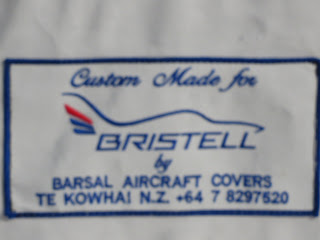 Custom Made for
BRISTELL
by
BARSAL AIRCRAFT COVERS
TE KOWHAI N.Z. +64 7 8297520